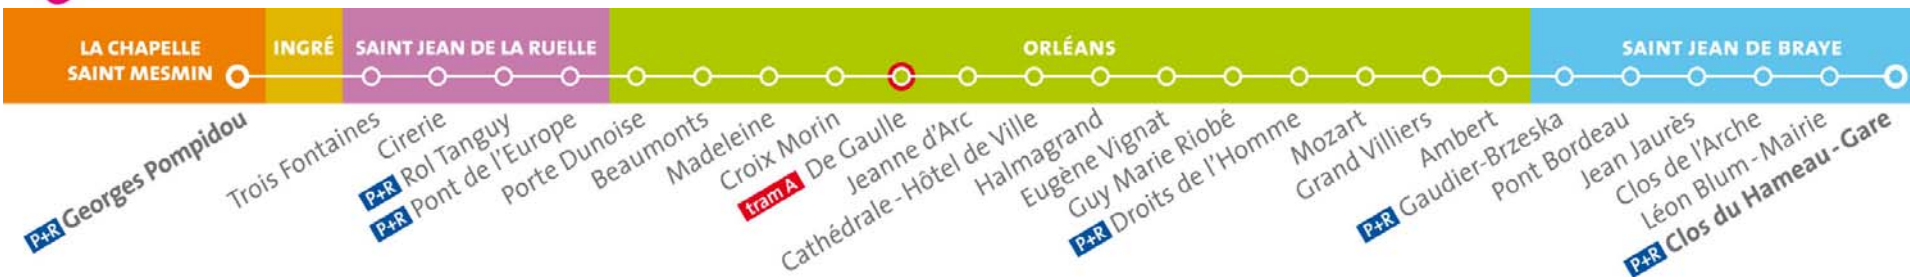 LA CHAPELLE
SAINT MESMIN
INGRÉ
SAINT JEAN DE LA RUELLE
ORLÉANS
SAINT JEAN DE BRAYE
P+R Georges Pompidou
Trois Fontaines
Cirerie
P+R Rol Tanguy
P+R Pont de l'Europe
Porte Dunoise
Beaumonts
Madeleine
Croix Morin
tram A De Gaulle
Jeanne d'Arc
Cathédrale-Hôtel de Ville
Halmagrand
Eugène Vignat
Guy Marie Riobé
P+R Droits de l'Homme
Mozart
Grand Villiers
Ambert
P+R Gaudier-Brzeska
Pont Bordeau
Jean Jaurès
Clos de l'Arche
Léon Blum-Mairie
P+R Clos du Hameau-Gare